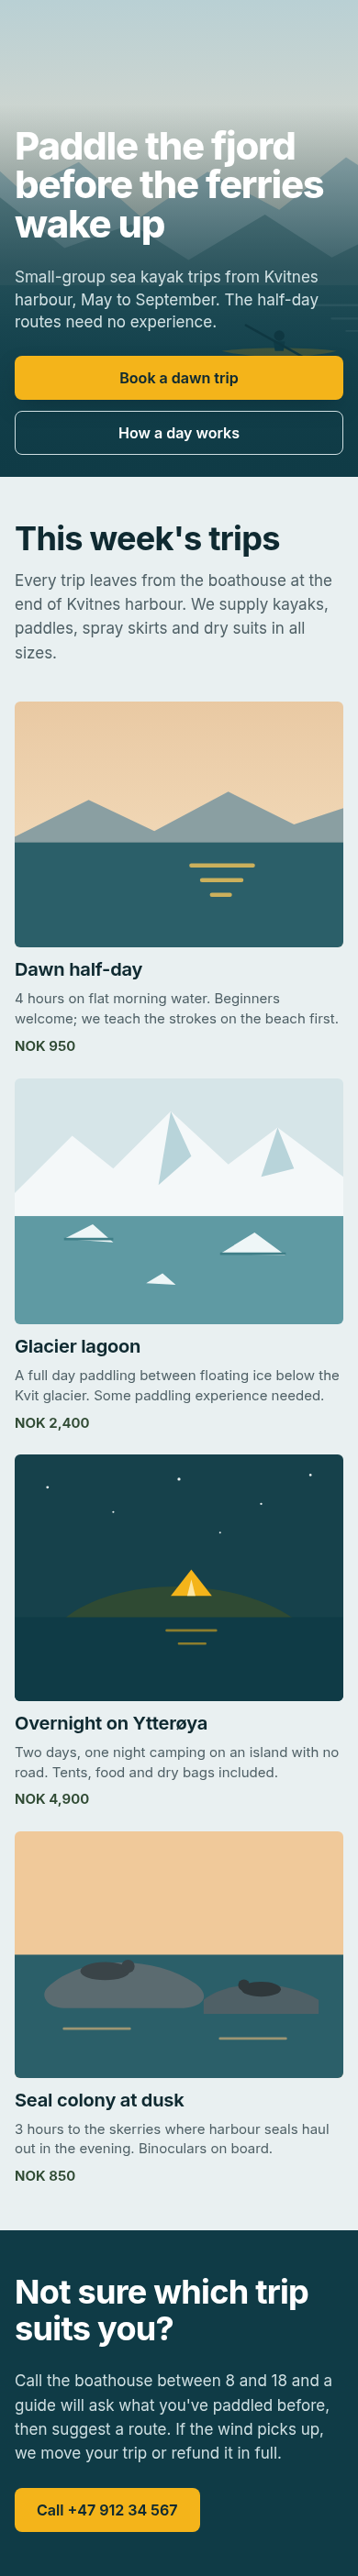 Paddle the fjord
before the ferries
wake up
Small-group sea kayak trips from Kvitnes
harbour, May to September. The half-day
routes need no experience.
Book a dawn trip
How a day works
This week's trips
Every trip leaves from the boathouse at the
end of Kvitnes harbour. We supply kayaks,
paddles, spray skirts and dry suits in all
sizes.
Dawn half-day
4 hours on flat morning water. Beginners
welcome; we teach the strokes on the beach first.
NOK 950
Glacier lagoon
A full day paddling between floating ice below the
Kvit glacier. Some paddling experience needed.
NOK 2,400
Overnight on Ytterøya
Two days, one night camping on an island with no
road. Tents, food and dry bags included.
NOK 4,900
Seal colony at dusk
3 hours to the skerries where harbour seals haul
out in the evening. Binoculars on board.
NOK 850
Not sure which trip
suits you?
Call the boathouse between 8 and 18 and a
guide will ask what you've paddled before,
then suggest a route. If the wind picks up,
we move your trip or refund it in full.
Call +47 912 34 567